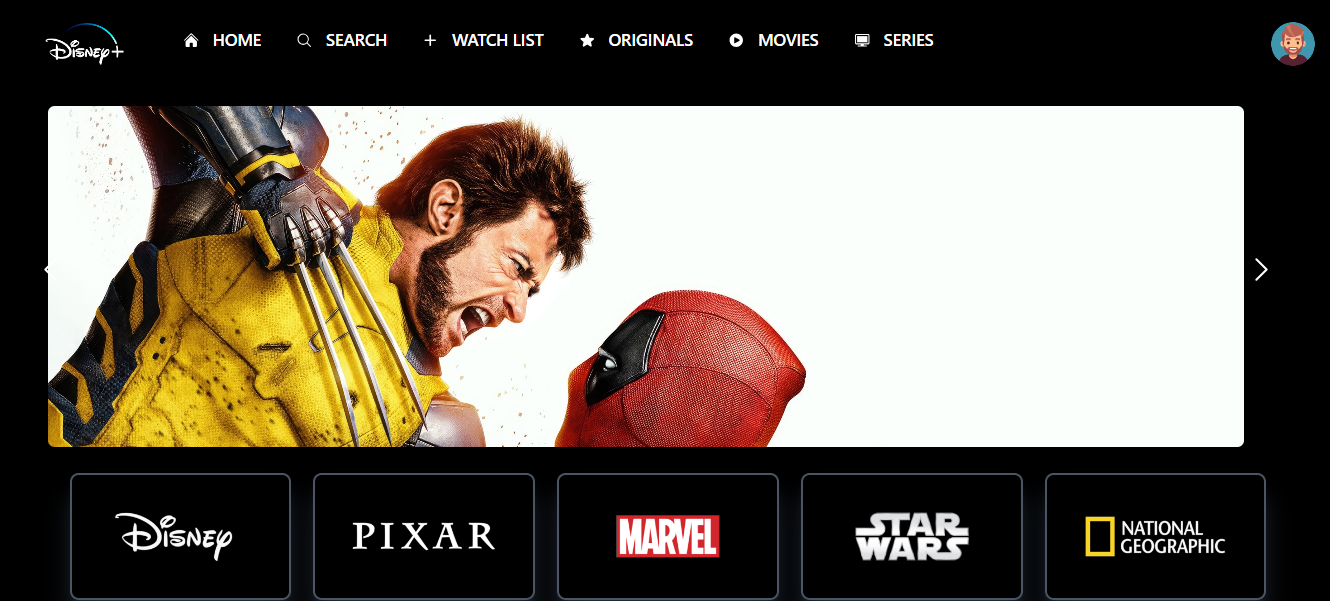 Disney+
HOME
SEARCH
WATCH LIST
ORIGINALS
MOVIES
SERIES
Disney
PIXAR
MARVEL
STAR
WARS
NATIONAL
GEOGRAPHIC